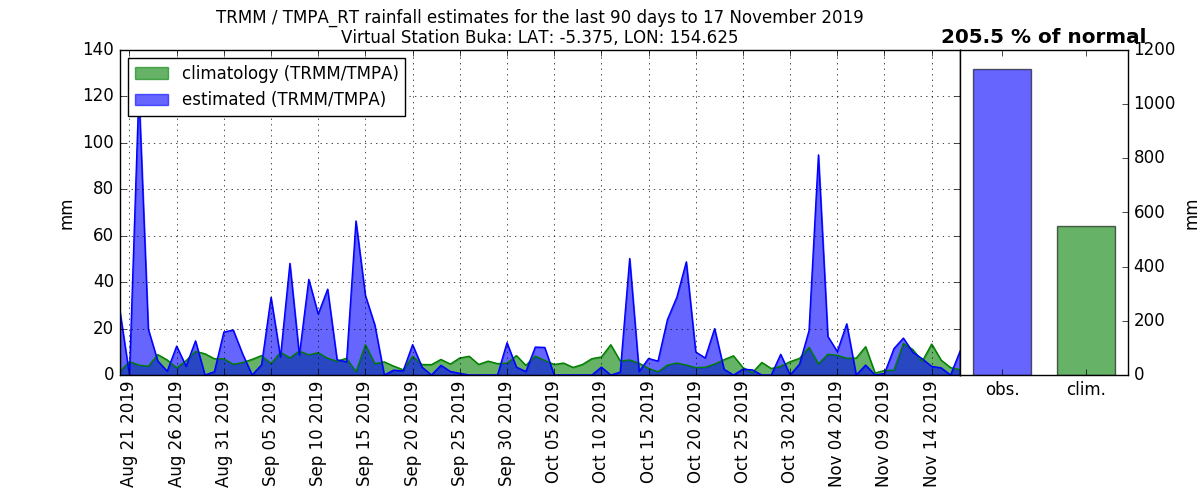 TRMM / TMPA_RT rainfall estimates for the last 90 days to 17 November 2019
Virtual Station Buka: LAT: -5.375, LON: 154.625
205.5 % of normal
climatology (TRMM/TMPA)
estimated (TRMM/TMPA)
mm
140
120
100
80
60
40
20
0
Aug 21 2019
Aug 26 2019
Aug 31 2019
Sep 05 2019
Sep 10 2019
Sep 15 2019
Sep 20 2019
Sep 25 2019
Sep 30 2019
Oct 05 2019
Oct 10 2019
Oct 15 2019
Oct 20 2019
Oct 25 2019
Oct 30 2019
Nov 04 2019
Nov 09 2019
Nov 14 2019
obs.
clim.
1200
1000
800
600
400
200
0
mm